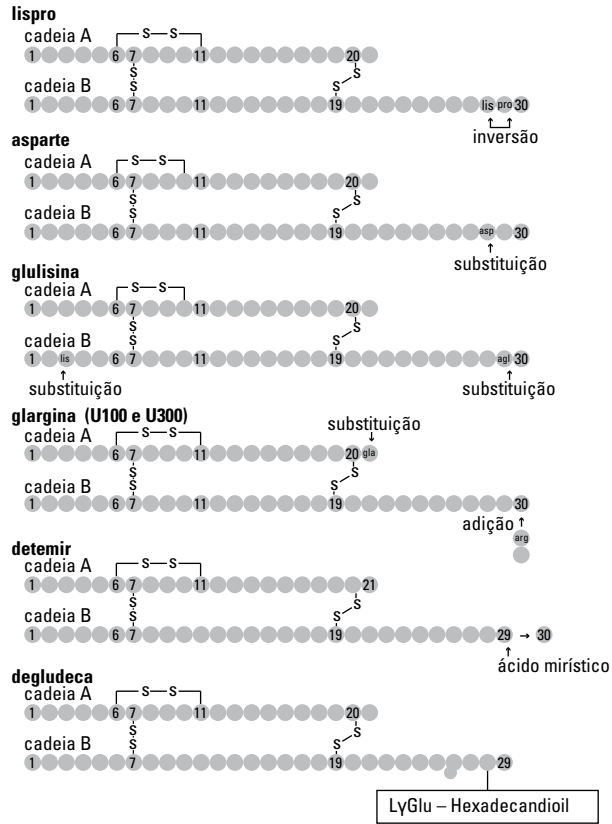 lispro
cadeia A
S S
1 6 7 11 20
S S
S S
cadeia B
1 6 7 11 19 lis pro 30
inversão
asparte
cadeia A
S S
1 6 7 11 20
S S
S S
cadeia B
1 6 7 11 19 asp 30
substituição
glulisina
cadeia A
S S
1 6 7 11 20
S S
S S
cadeia B
1 lis 6 7 11 19 agl 30
substituição substituição
glargina (U100 e U300)
cadeia A
S S
substituição
1 6 7 11 20 gla
S S
S S
cadeia B
1 6 7 11 19 30
adição
arg
detemir
cadeia A
S S
1 6 7 11 21
S S
S S
cadeia B
1 6 7 11 19 29 → 30
ácido mirístico
degludeca
cadeia A
S S
1 6 7 11 20
S S
S S
cadeia B
1 7 19 29
LγGlu – Hexadecandioil